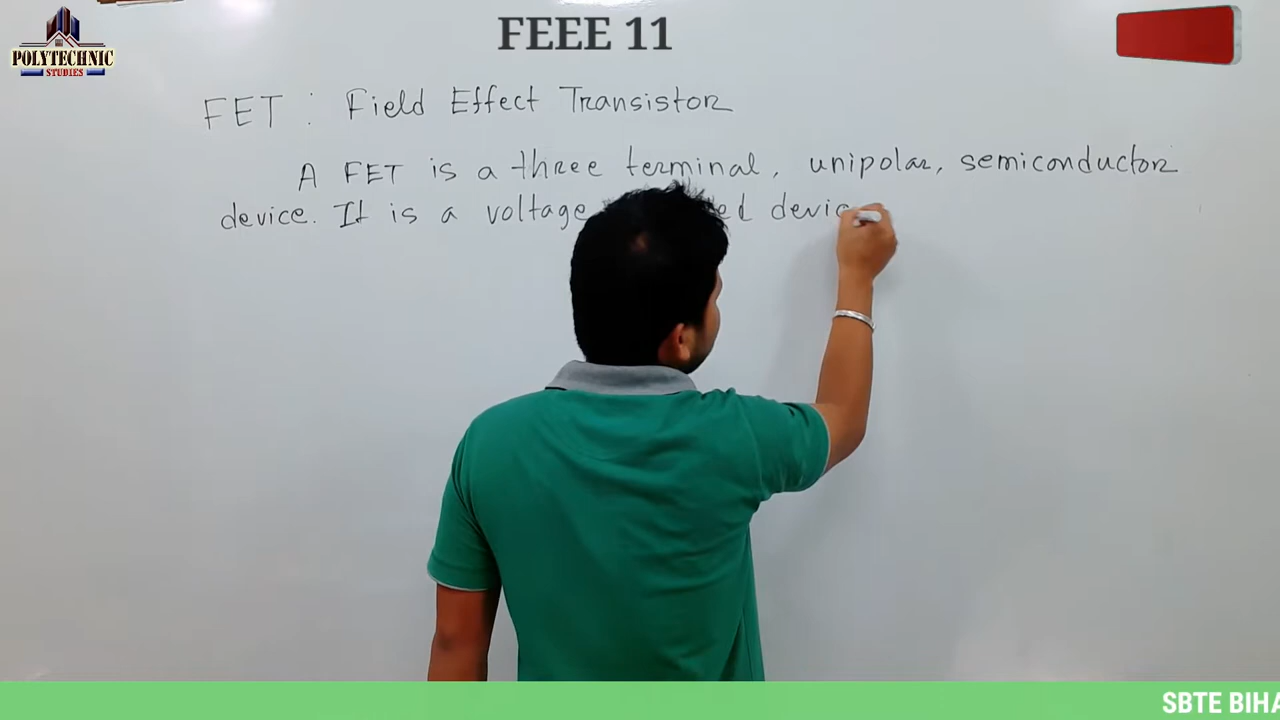 FEEE 11
POLYTECHNIC
STUDIES
FET : Field Effect Transistor
A FET is a three terminal, unipolar, semiconductor
device. It is a voltage
SBTE BIHA